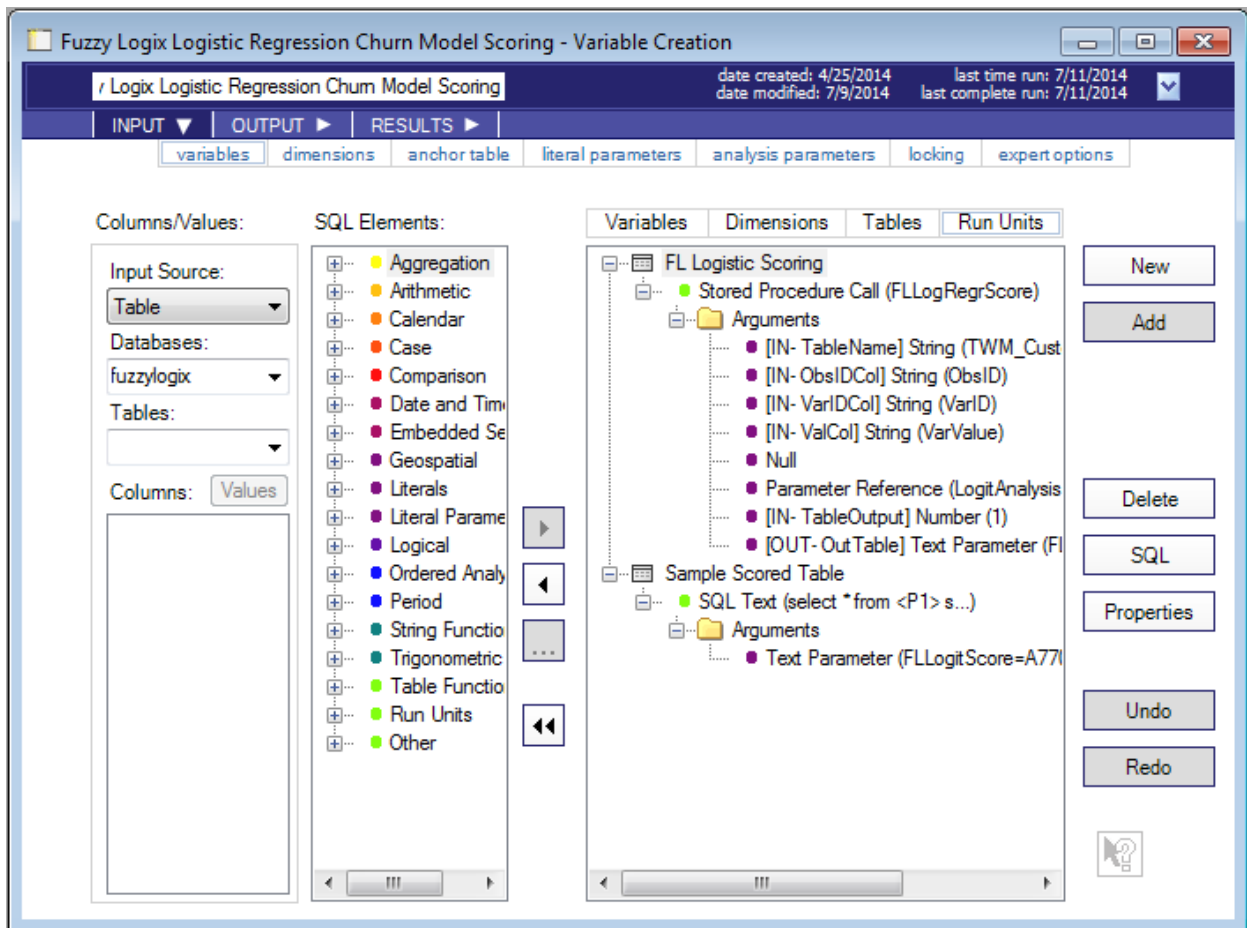 Fuzzy Logix Logistic Regression Churn Model Scoring - Variable Creation
Logix Logistic Regression Churn Model Scoring
date created: 4/25/2014 last time run: 7/11/2014
date modified: 7/9/2014 last complete run: 7/11/2014
INPUT ▼ OUTPUT ► RESULTS ►
variables dimensions anchor table literal parameters analysis parameters locking expert options
Columns/Values:
Input Source:
Table
Databases:
fuzzylogix
Tables:
Columns: Values
SQL Elements:
Aggregation
Arithmetic
Calendar
Case
Comparison
Date and Time
Embedded Se
Geospatial
Literals
Literal Parame
Logical
Ordered Analy
Period
String Functio
Trigonometric
Table Functio
Run Units
Other
...
Variables Dimensions Tables Run Units
FL Logistic Scoring
Stored Procedure Call (FLLogRegrScore)
Arguments
[IN- TableName] String (TWM_Cust
[IN- ObsIDCol] String (ObsID)
[IN- VarIDCol] String (VarID)
[IN- ValCol] String (VarValue)
Null
Parameter Reference (LogitAnalysis
[IN- TableOutput] Number (1)
[OUT- OutTable] Text Parameter (Fl
Sample Scored Table
SQL Text (select * from <P1> s...)
Arguments
Text Parameter (FLLogitScore=A770
New
Add
Delete
SQL
Properties
Undo
Redo